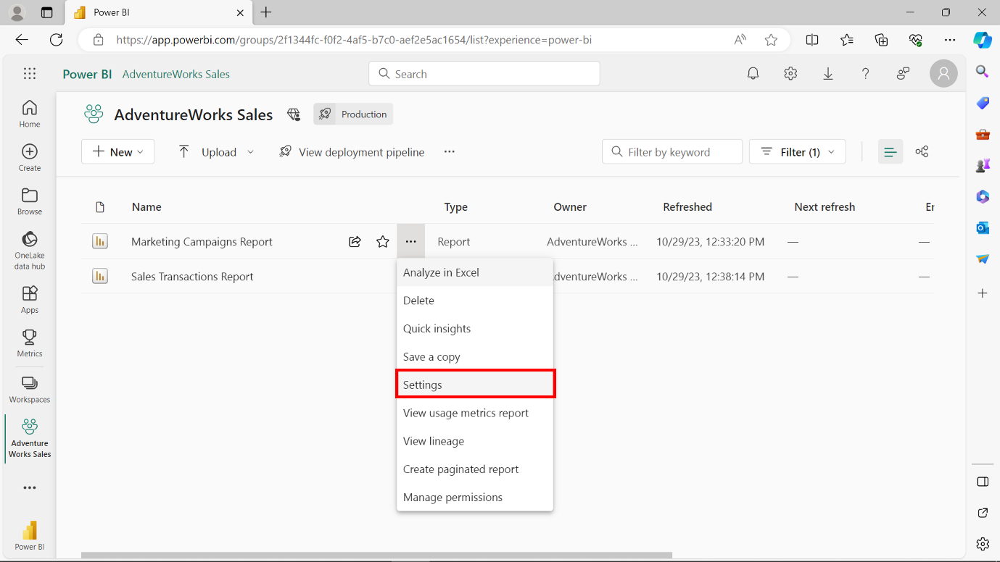 Power BI
https://app.powerbi.com/groups/2f1344fc-f0f2-4af5-b7c0-aef2e5ac1654/list?experience=power-bi
Power BI AdventureWorks Sales
Search
Home
Create
Browse
OneLake
data hub
Apps
Metrics
Workspaces
Adventure
Works Sales
Power BI
AdventureWorks Sales
Production
New
Upload
View deployment pipeline
Filter by keyword
Filter (1)
Name Type Owner Refreshed Next refresh Er
Marketing Campaigns Report Report AdventureWorks ... 10/29/23, 12:33:20 PM — —
Sales Transactions Report dventureWorks ... 10/29/23, 12:38:14 PM — —
Analyze in Excel
Delete
Quick insights
Save a copy
Settings
View usage metrics report
View lineage
Create paginated report
Manage permissions